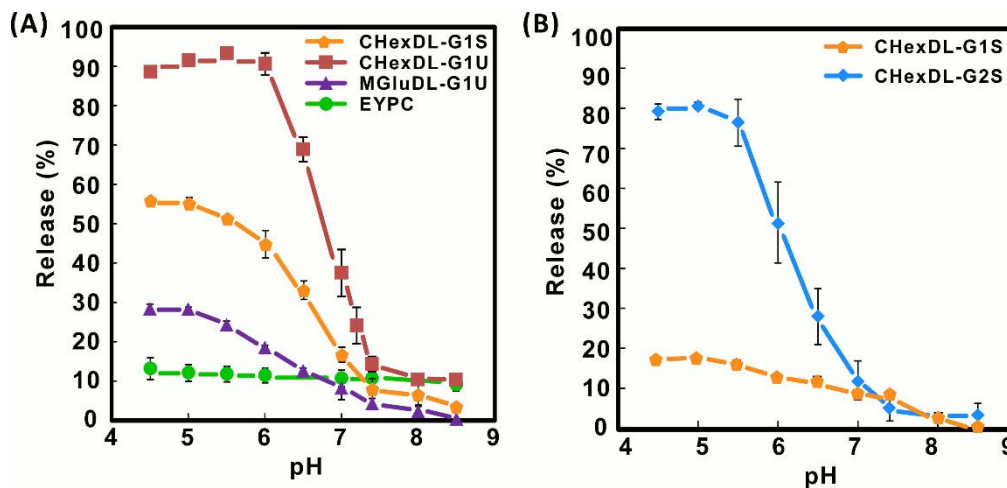 (A)
CHexDL-G1S
CHexDL-G1U
MGluDL-G1U
EYPC
Release (%)
100
90
80
70
60
50
40
30
20
10
0
4 5 6 7 8 9
pH
(B)
CHexDL-G1S
CHexDL-G2S
Release (%)
100
90
80
70
60
50
40
30
20
10
0
4 5 6 7 8 9
pH